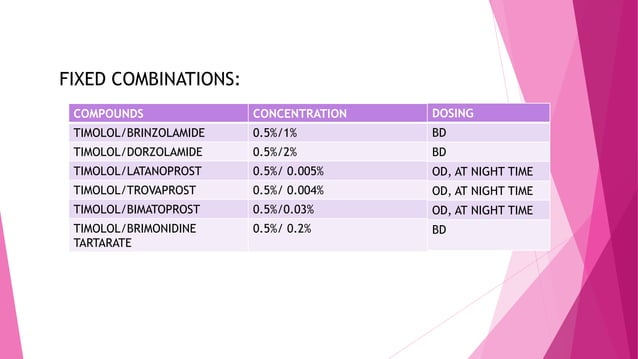 FIXED COMBINATIONS:
COMPOUNDS CONCENTRATION DOSING
TIMOLOL/BRINZOLAMIDE 0.5%/1% BD
TIMOLOL/DORZOLAMIDE 0.5%/2% BD
TIMOLOL/LATANOPROST 0.5%/ 0.005% OD, AT NIGHT TIME
TIMOLOL/TROVAPROST 0.5%/ 0.004% OD, AT NIGHT TIME
TIMOLOL/BIMATOPROST 0.5%/0.03% OD, AT NIGHT TIME
TIMOLOL/BRIMONIDINE 0.5%/ 0.2% BD
TARTARATE